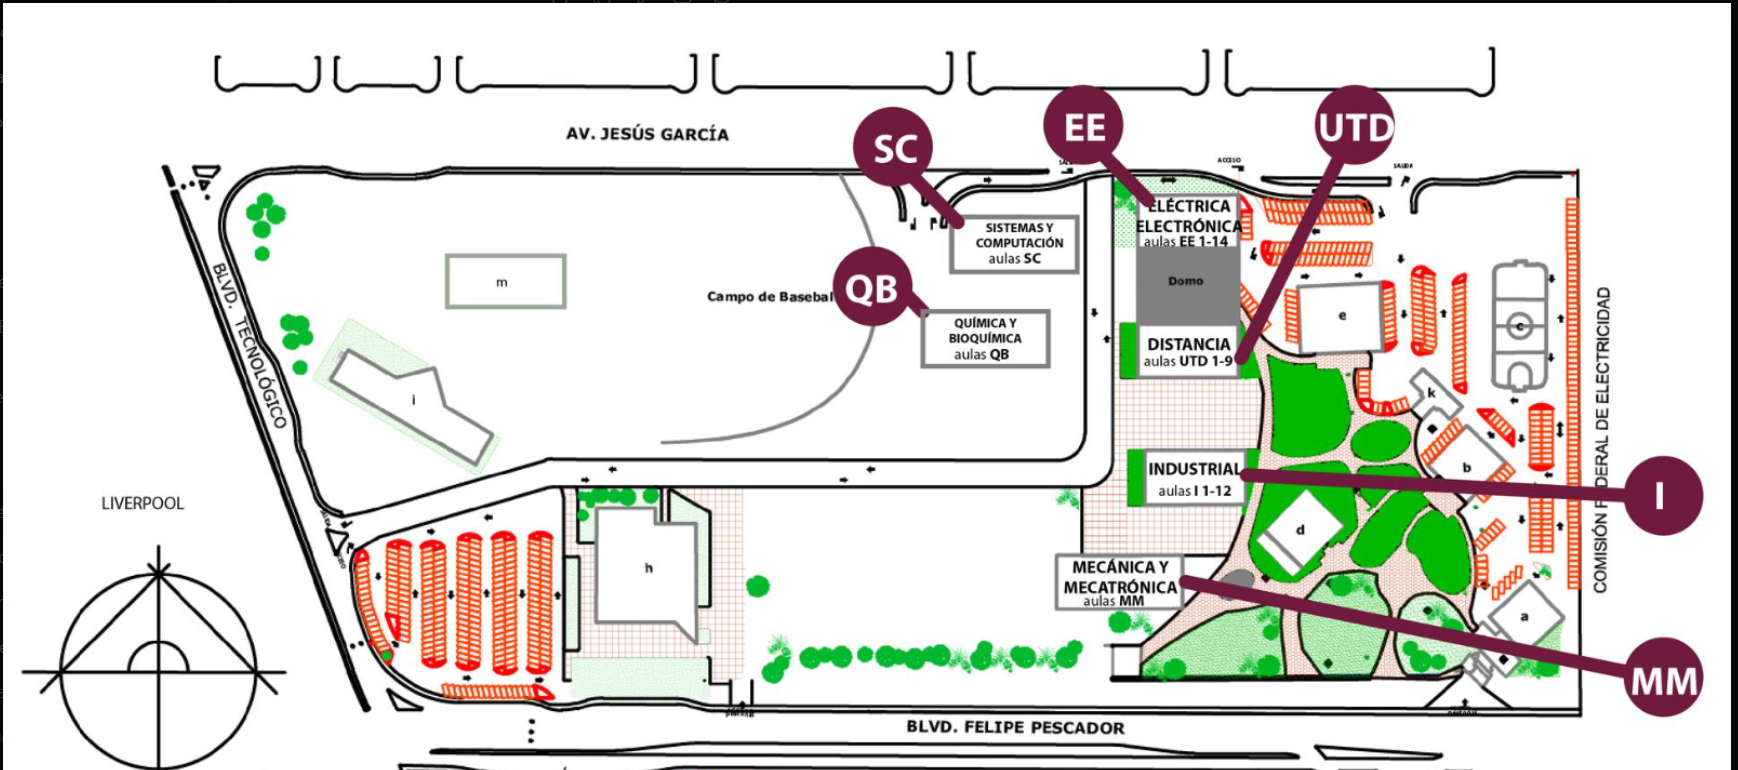 AV. JESÚS GARCÍA
SC
EE
UTD
SALIDA
ACCESO
SALIDA
ELÉCTRICA
ELECTRÓNICA
aulas EE 1-14
SISTEMAS Y
COMPUTACIÓN
aulas SC
Domo
QB
QUÍMICA Y
BIOQUÍMICA
aulas QB
Campo de Basebal
m
e
c
DISTANCIA
aulas UTD 1-9
BLVD. TECNOLÓGICO
i
k
b
COMISIÓN FEDERAL DE ELECTRICIDAD
INDUSTRIAL
aulas I 1-12
I
LIVERPOOL
d
h
MECÁNICA Y
MECATRÓNICA
aulas MM
a
MM
BLVD. FELIPE PESCADOR